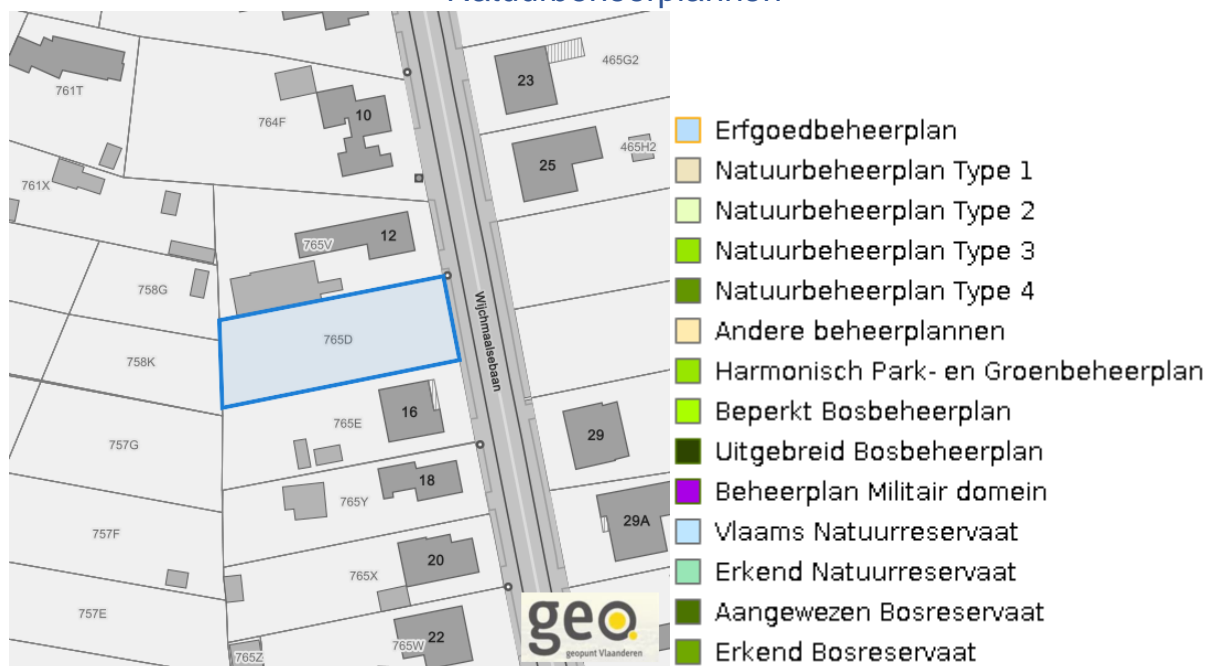 Natuurbeheerplannen
761T
764F
10
23
465G2
25
465H2
761X
765V
12
758G
765D
758K
Wijchmaalsebaan
16
765E
29
757G
18
765Y
29A
757F
20
765X
757E
22
765W
765Z
geo
geopunt Vlaanderen
Erfgoedbeheerplan
Natuurbeheerplan Type 1
Natuurbeheerplan Type 2
Natuurbeheerplan Type 3
Natuurbeheerplan Type 4
Andere beheerplannen
Harmonisch Park- en Groenbeheerplan
Beperkt Bosbeheerplan
Uitgebreid Bosbeheerplan
Beheerplan Militair domein
Vlaams Natuurreservaat
Erkend Natuurreservaat
Aangewezen Bosreservaat
Erkend Bosreservaat